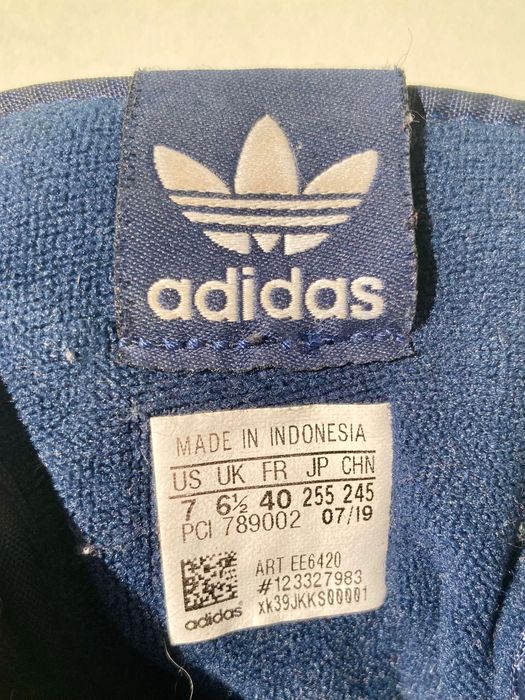 adidas
MADE IN INDONESIA
US UK FR JP CHN
7 6½ 40 255 245
PCI 789002 07/19
ART EE6420
#123327983
adidas xk39JKKS00001